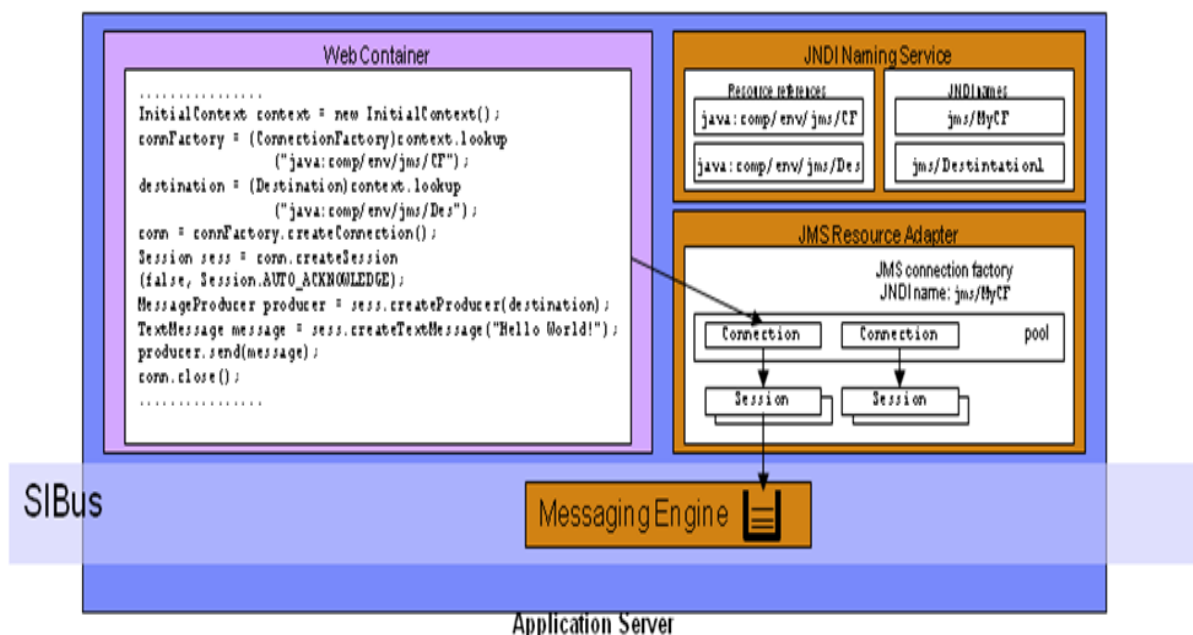 Web Container
................
InitialContext context = new InitialContext();
connFactory = (ConnectionFactory)context.lookup
("java:comp/env/jms/CF");
destination = (Destination)context.lookup
("java:comp/env/jms/Des");
conn = connFactory.createConnection();
Session sess = conn.createSession
(false, Session.AUTO_ACKNOWLEDGE);
MessageProducer producer = sess.createProducer(destination);
TextMessage message = sess.createTextMessage("Hello World!");
producer.send(message);
conn.close();
................
JNDI Naming Service
Resource references
java:comp/env/jms/CF
java:comp/env/jms/Des
JNDI names
jms/MyCF
jms/Destintation1
JMS Resource Adapter
JMS connection factory
JNDI name: jms/MyCF
Connection
Connection
pool
Session
Session
SIBus
Messaging Engine
Application Server